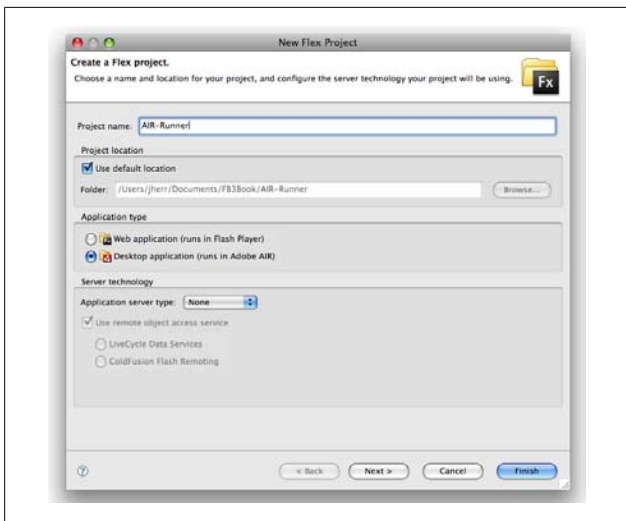 New Flex Project
Create a Flex project.
Choose a name and location for your project, and configure the server technology your project will be using.
Fx
Project name: AIR-Runner
Project location
Use default location
Folder: /Users/jherr/Documents/FB3Book/AIR-Runner
Browse...
Application type
Web application (runs in Flash Player)
Desktop application (runs in Adobe AIR)
Server technology
Application server type: None
Use remote object access service
LiveCycle Data Services
ColdFusion Flash Remoting
?
< Back
Next >
Cancel
Finish